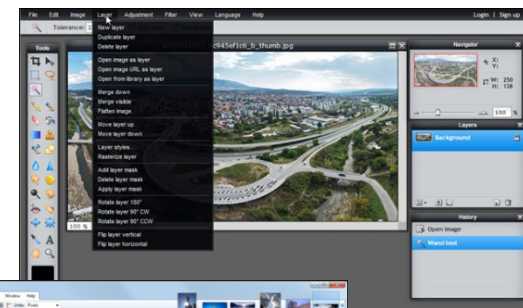 File Edit Image Layer Adjustment Filter View Language Help Login | Sign up
Tolerance:
Tools
New layer
Duplicate layer
Delete layer
Open image as layer
Open image URL as layer
Open from library as layer
Merge down
Merge visible
Flatten image
Move layer up
Move layer down
Layer styles...
Rasterize layer
Add layer mask
Delete layer mask
Apply layer mask
Rotate layer 180°
Rotate layer 90° CW
Rotate layer 90° CCW
Flip layer vertical
Flip layer horizontal
c945ef1c6_b_thumb.jpg
100 %
Navigator
X:
Y:
W: 250
H: 138
100 %
Layers
Background
History
Open image
Wand tool
Window Help